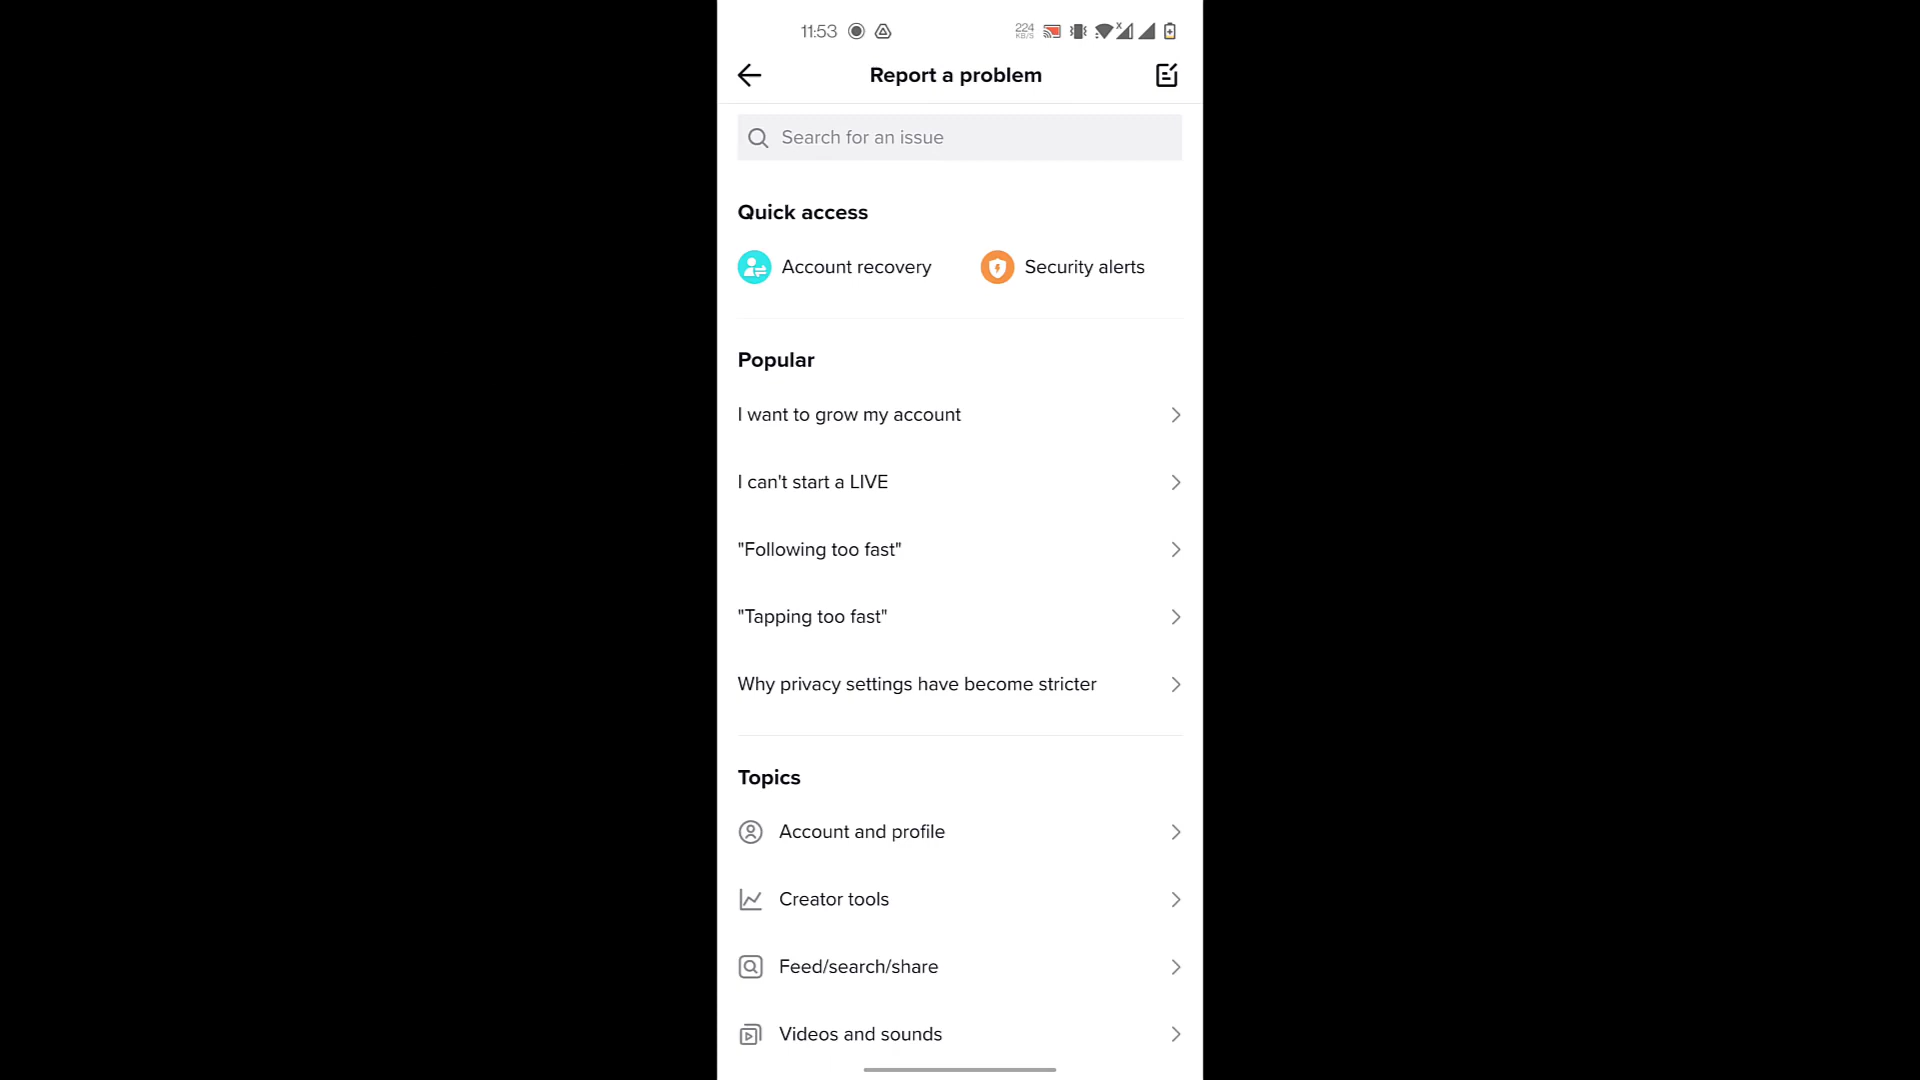 11:53
224
KB/S
Report a problem
Search for an issue
Quick access
Account recovery
Security alerts
Popular
I want to grow my account
I can't start a LIVE
"Following too fast"
"Tapping too fast"
Why privacy settings have become stricter
Topics
Account and profile
Creator tools
Feed/search/share
Videos and sounds